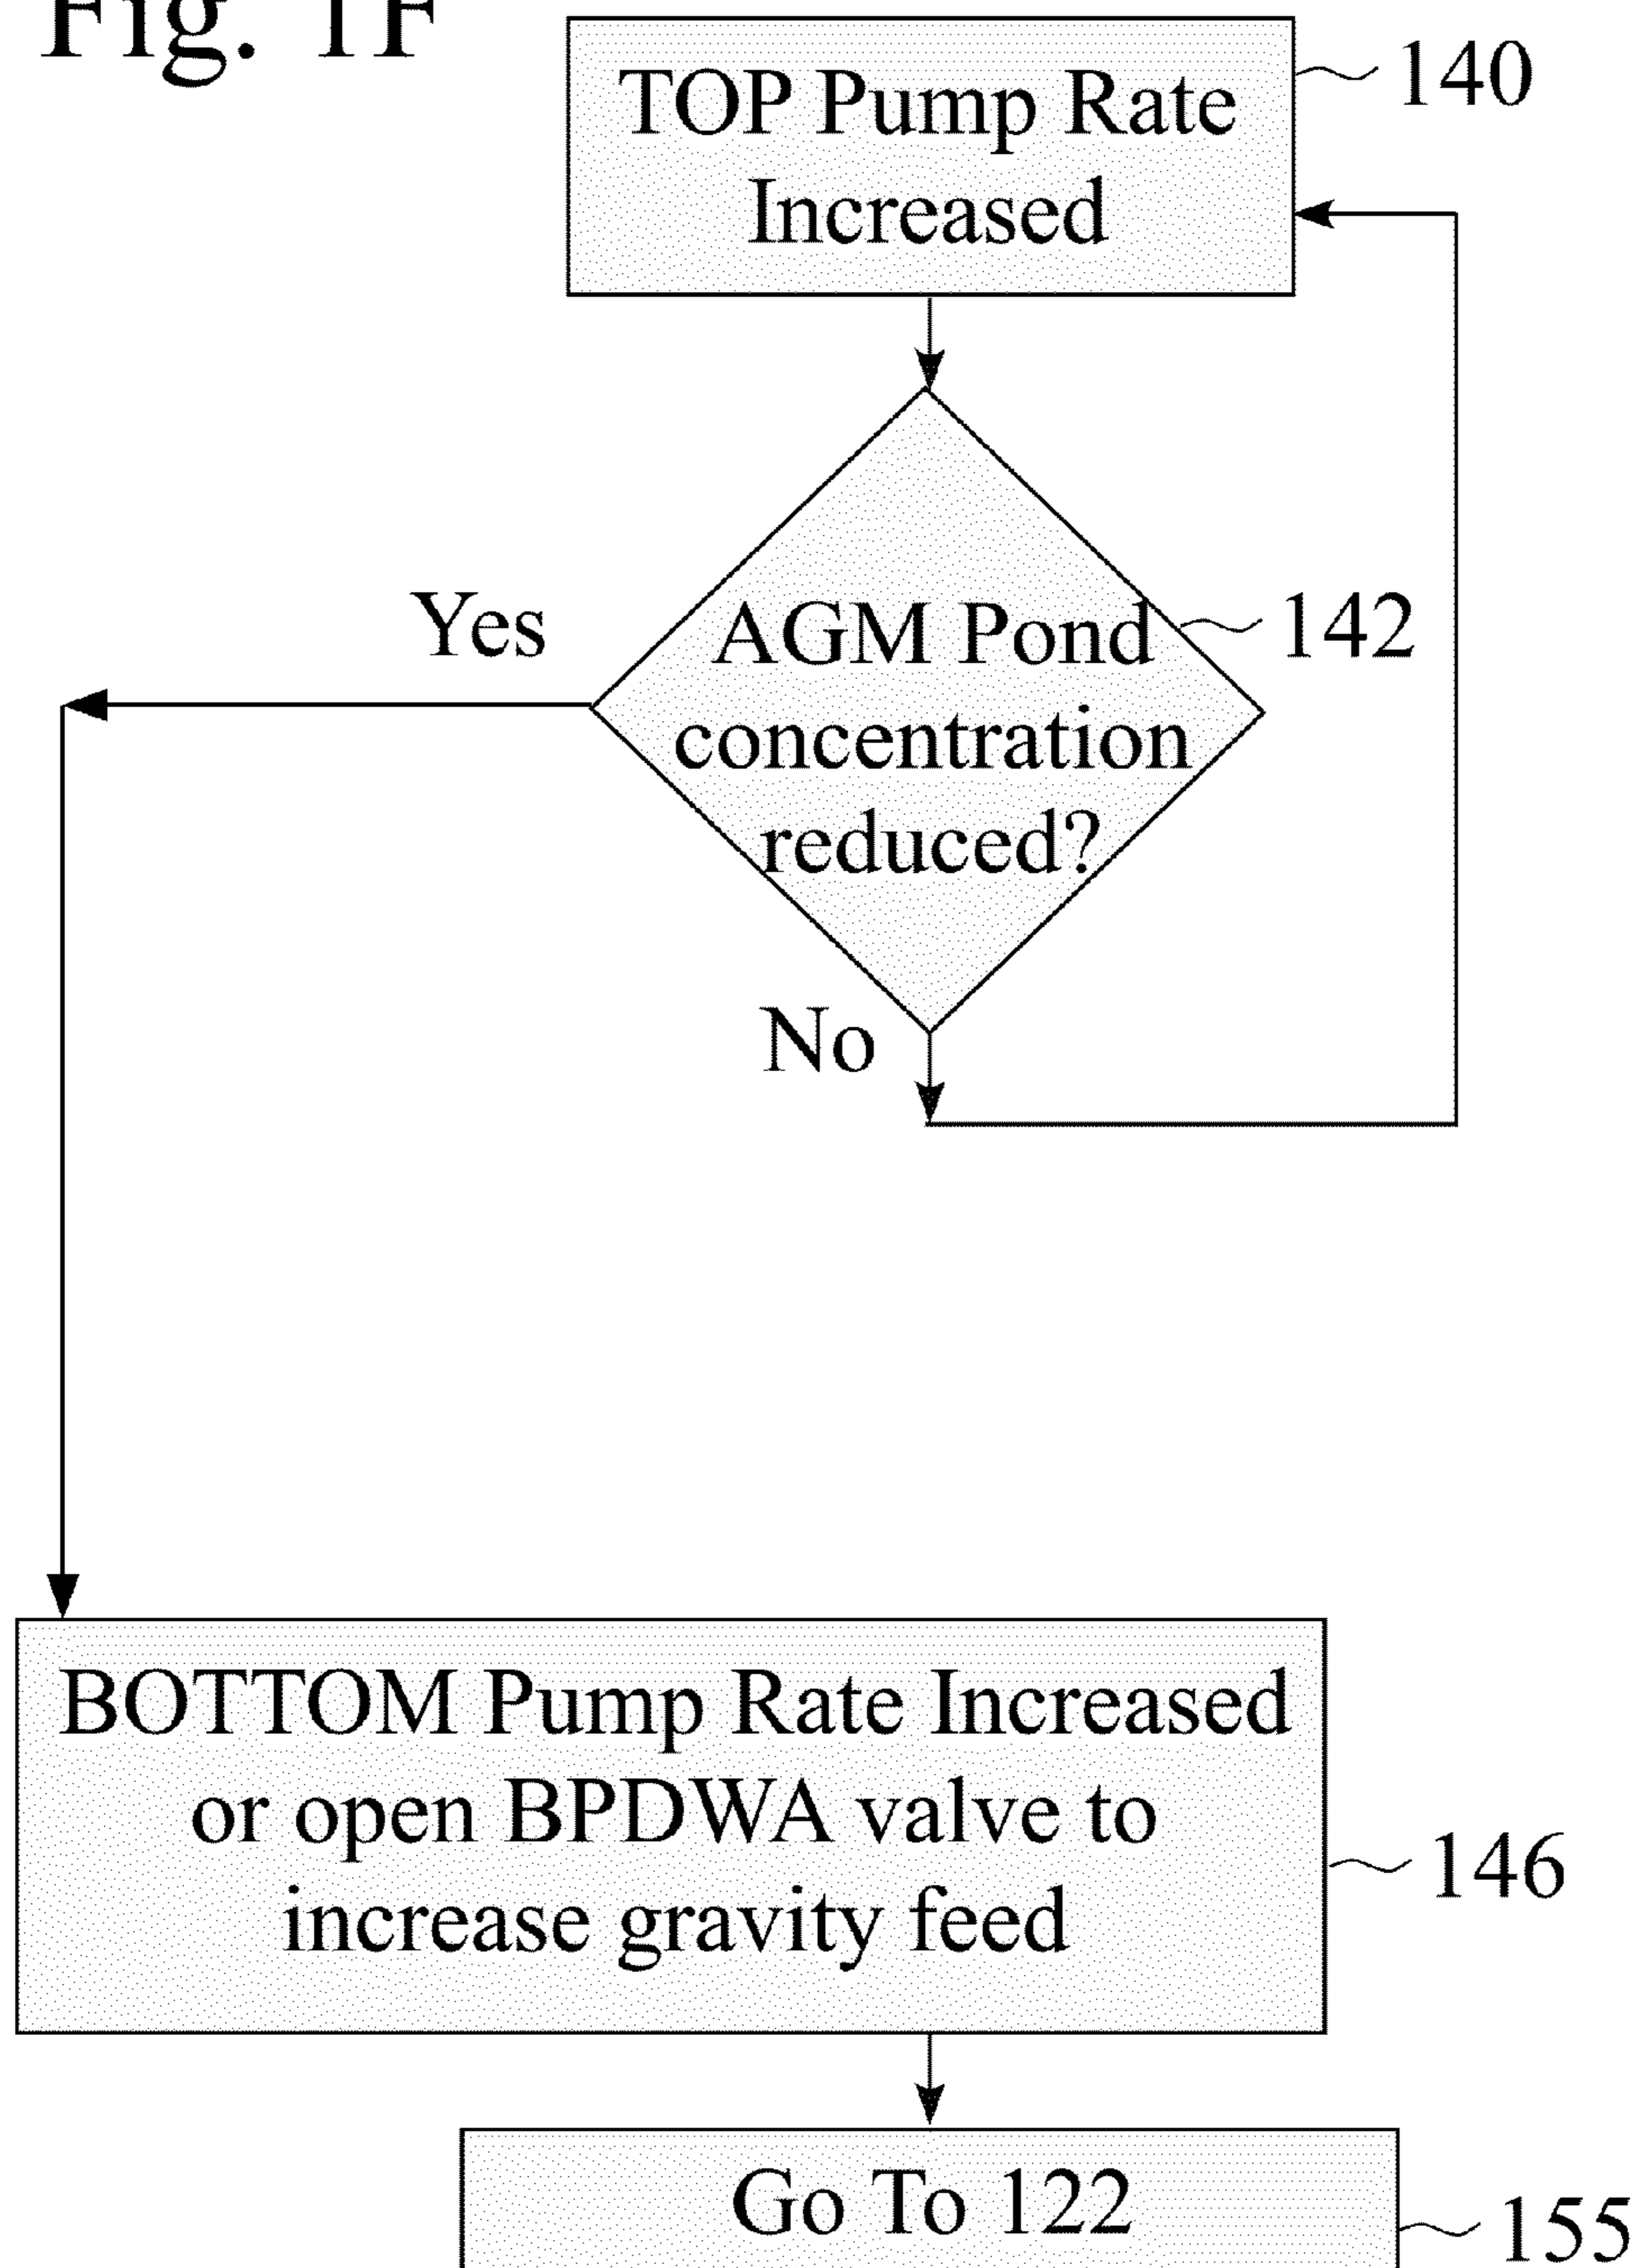 Fig. 1F
TOP Pump Rate
Increased
140
Yes
AGM Pond
concentration
reduced?
142
No
BOTTOM Pump Rate Increased
or open BPDWA valve to
increase gravity feed
146
Go To 122
155